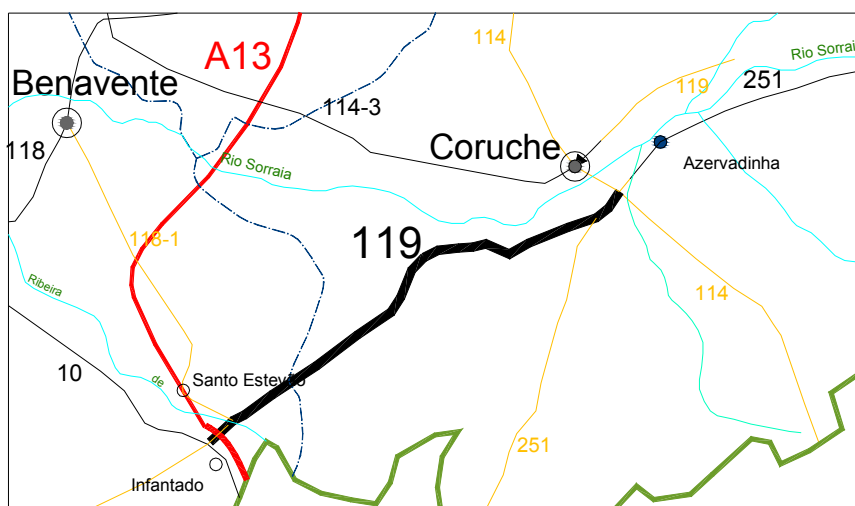 114
Rio Sorraia
A13
119
251
Benavente
114-3
118
Coruche
Azervadinha
Rio Sorraia
118-1
119
Ribeira
114
10
de
Santo Estevão
251
Infantado